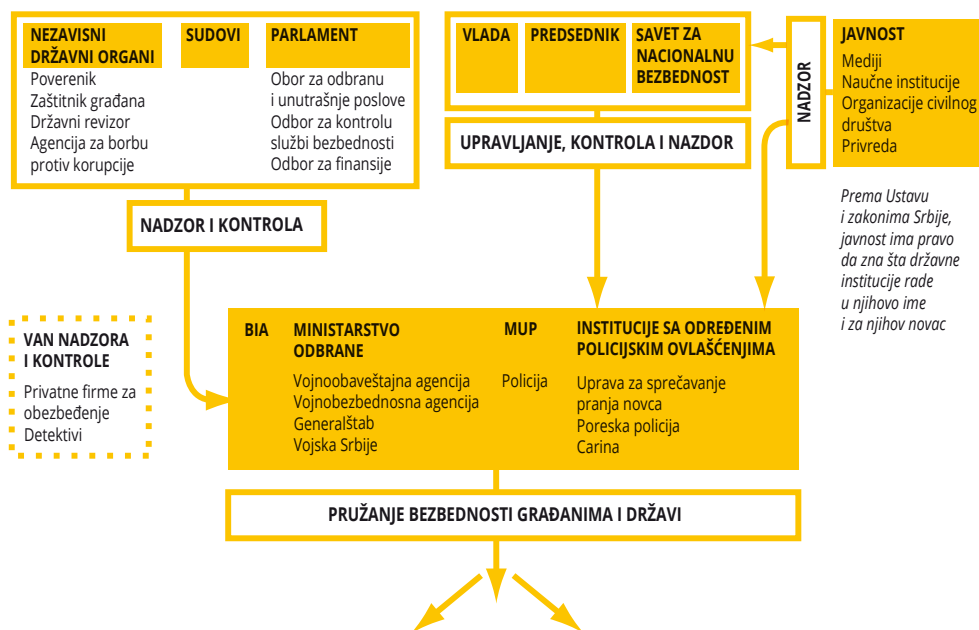 NEZAVISNI
DRŽAVNI ORGANI
Poverenik
Zaštitnik građana
Državni revizor
Agencija za borbu
protiv korupcije
SUDOVI
PARLAMENT
Obor za odbranu
i unutrašnje poslove
Odbor za kontrolu
službi bezbednosti
Odbor za finansije
NADZOR I KONTROLA
VLADA
PREDSEDNIK
SAVET ZA
NACIONALNU
BEZBEDNOST
UPRAVLJANJE, KONTROLA I NAZDOR
NADZOR
JAVNOST
Mediji
Naučne institucije
Organizacije civilnog
društva
Privreda
Prema Ustavu
i zakonima Srbije,
javnost ima pravo
da zna šta državne
institucije rade
u njihovo ime
i za njihov novac
VAN NADZORA
I KONTROLE
Privatne firme za
obezbeđenje
Detektivi
BIA
MINISTARSTVO
ODBRANE
Vojnoobaveštajna agencija
Vojnobezbednosna agencija
Generalštab
Vojska Srbije
MUP
Policija
INSTITUCIJE SA ODREĐENIM
POLICIJSKIM OVLAŠĆENJIMA
Uprava za sprečavanje
pranja novca
Poreska policija
Carina
PRUŽANJE BEZBEDNOSTI GRAĐANIMA I DRŽAVI